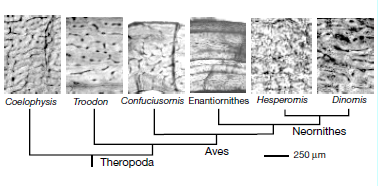 Coelophysis Troodon Confuciusornis Enantiornithes Hesperornis Dinornis
Neornithes
Aves
Theropoda
250 µm